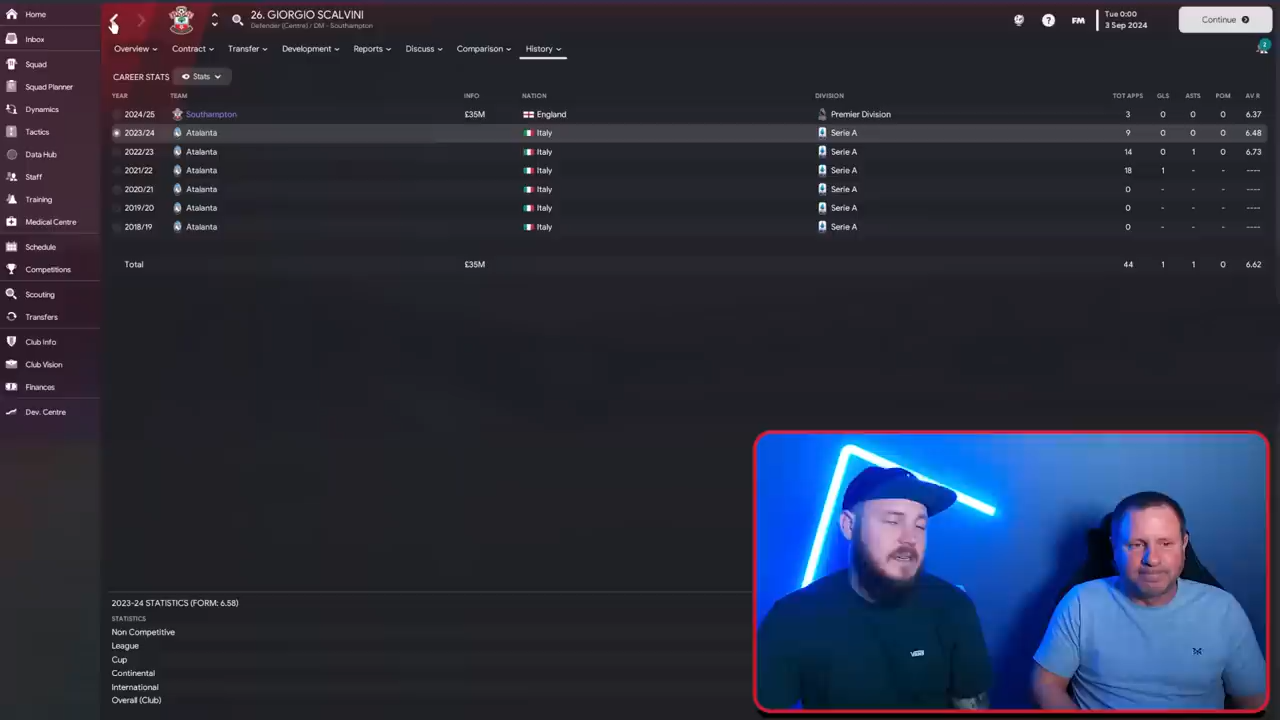 Home
Inbox
Squad
Squad Planner
Dynamics
Tactics
Data Hub
Staff
Training
Medical Centre
Schedule
Competitions
Scouting
Transfers
Club Info
Club Vision
Finances
Dev. Centre
26. GIORGIO SCALVINI
Defender (Centre) / DM - Southampton
FM
Tue 0:00
3 Sep 2024
Continue
2
Overview Contract Transfer Development Reports Discuss Comparison History
CAREER STATS Stats
YEAR TEAM INFO NATION DIVISION TOT APPS GLS ASTS POM AV R
2024/25 Southampton £35M England Premier Division 3 0 0 0 6.37
2023/24 Atalanta Italy Serie A 9 0 0 0 6.48
2022/23 Atalanta Italy Serie A 14 0 1 0 6.73
2021/22 Atalanta Italy Serie A 18 1 - - ----
2020/21 Atalanta Italy Serie A 0 - - - ----
2019/20 Atalanta Italy Serie A 0 - - - ----
2018/19 Atalanta Italy Serie A 0 - - - ----
Total £35M 44 1 1 0 6.62
2023-24 STATISTICS (FORM: 6.58)
STATISTICS
Non Competitive
League
Cup
Continental
International
Overall (Club)